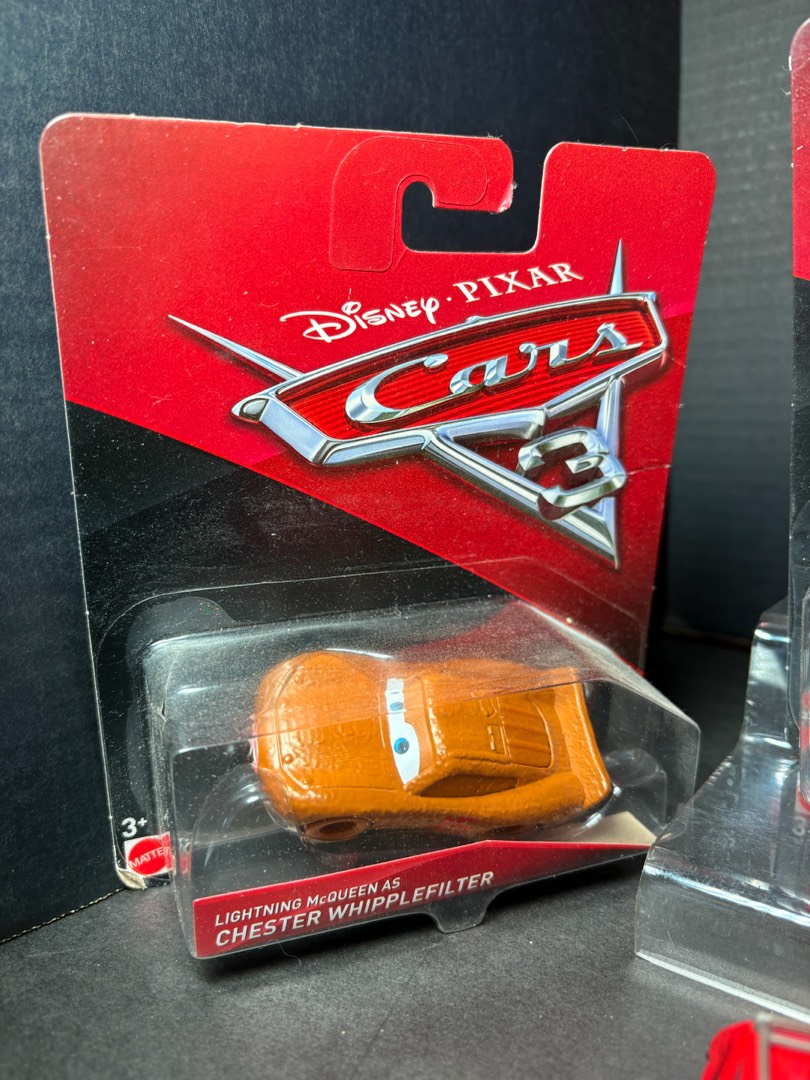 Disney · PIXAR
Cars
3
3+
MATTEL
LIGHTNING McQUEEN AS
CHESTER WHIPPLEFILTER